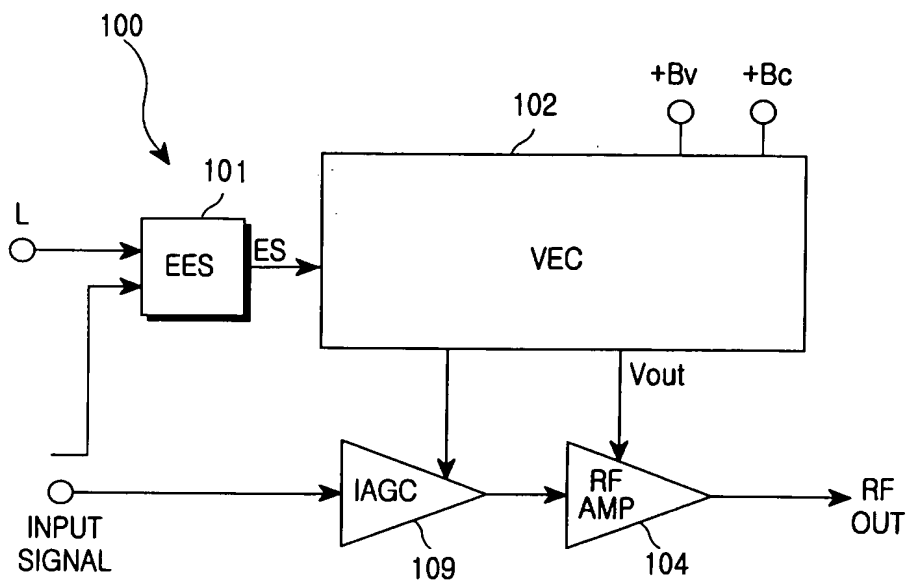 100
+Bv
+Bc
102
101
L
EES
ES
VEC
Vout
IAGC
RF
AMP
RF
OUT
INPUT
SIGNAL
109
104